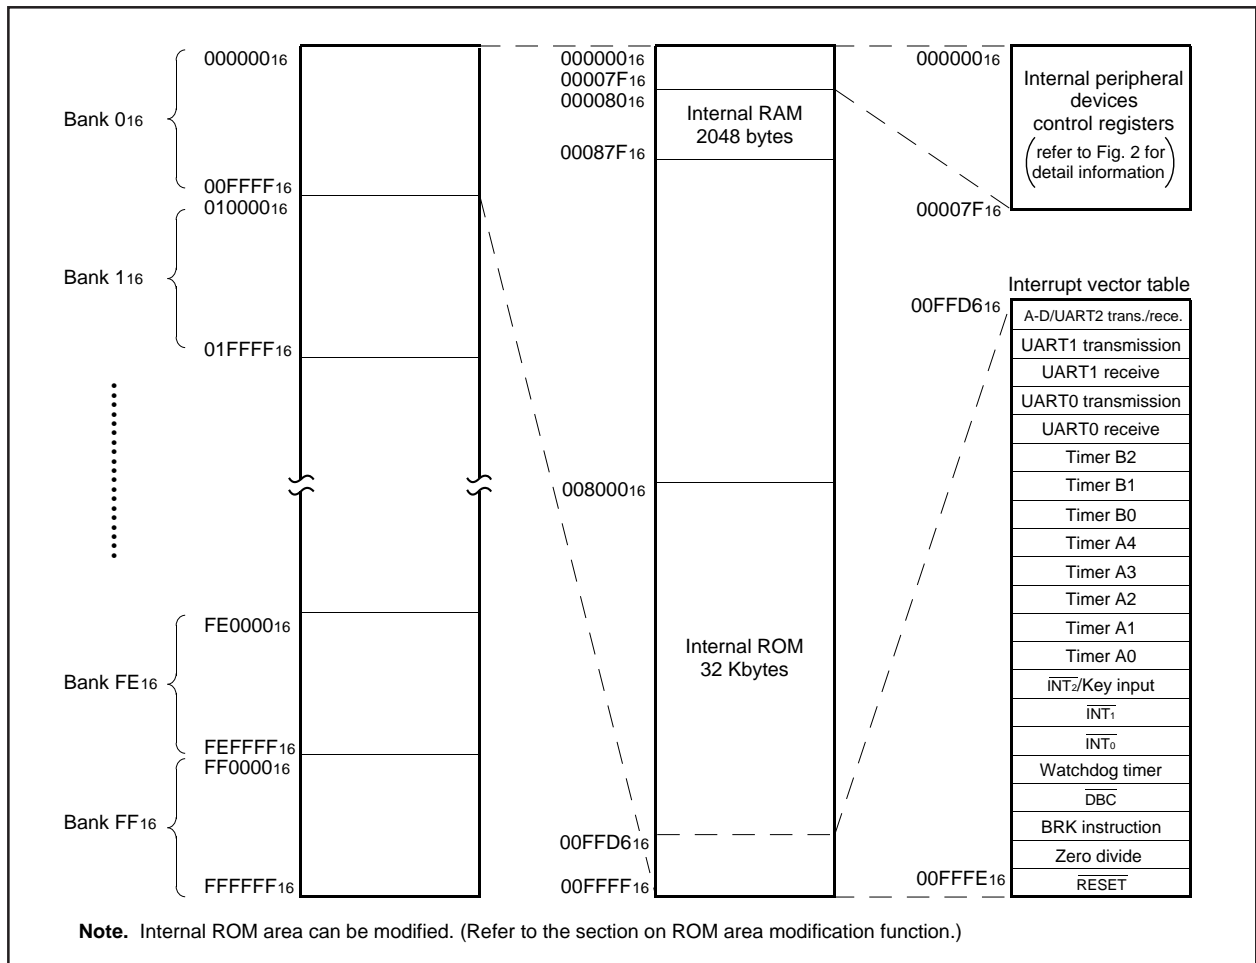 Bank 016
00000016
00FFFF16
Bank 116
01000016
01FFFF16
Bank FE16
FE000016
FEFFFF16
Bank FF16
FF000016
FFFFFF16
00000016
00007F16
00008016
Internal RAM
2048 bytes
00087F16
00800016
Internal ROM
32 Kbytes
00FFD616
00FFFF16
00000016
Internal peripheral
devices
control registers
(refer to Fig. 2 for
detail information)
00007F16
Interrupt vector table
00FFD616
A-D/UART2 trans./rece.
UART1 transmission
UART1 receive
UART0 transmission
UART0 receive
Timer B2
Timer B1
Timer B0
Timer A4
Timer A3
Timer A2
Timer A1
Timer A0
INT2/Key input
INT1
INT0
Watchdog timer
DBC
BRK instruction
Zero divide
00FFFE16
RESET
Note. Internal ROM area can be modified. (Refer to the section on ROM area modification function.)